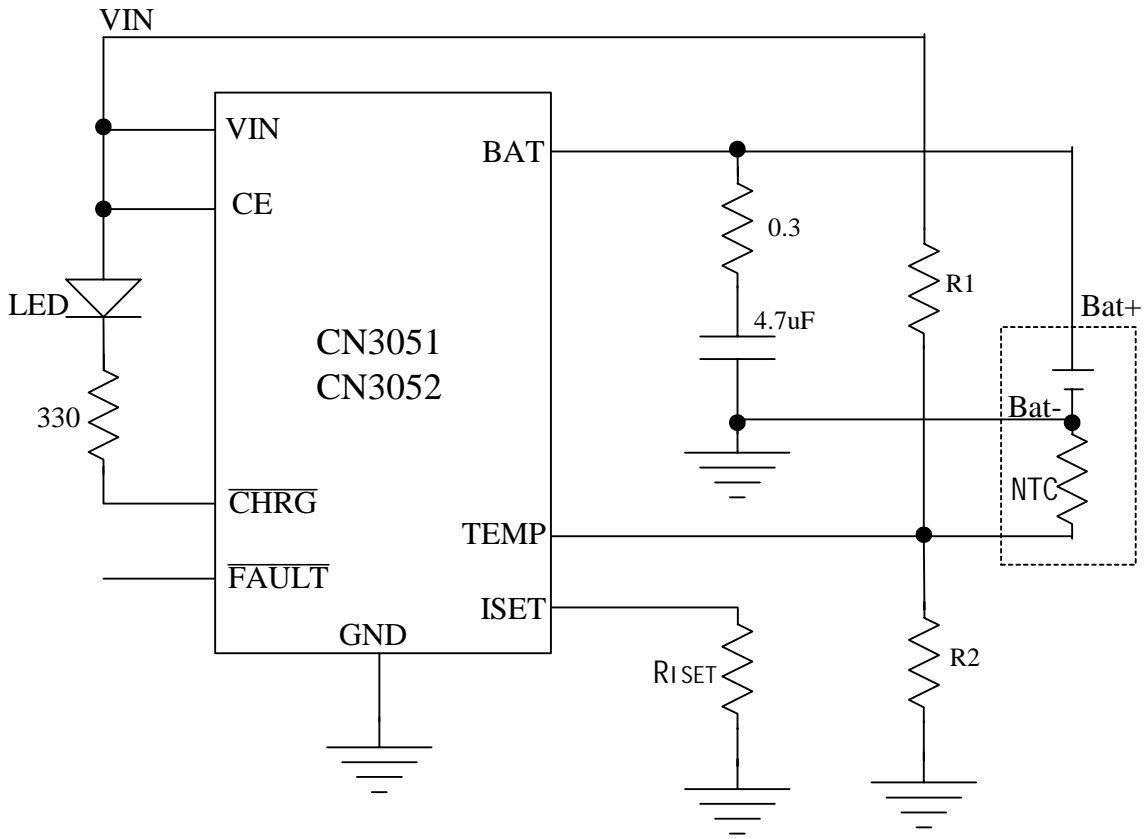 VIN
VIN
BAT
CE
0.3
R1
LED
Bat+
4.7uF
CN3051
CN3052
Bat-
330
NTC
CHRG
TEMP
FAULT
ISET
GND
RISET
R2